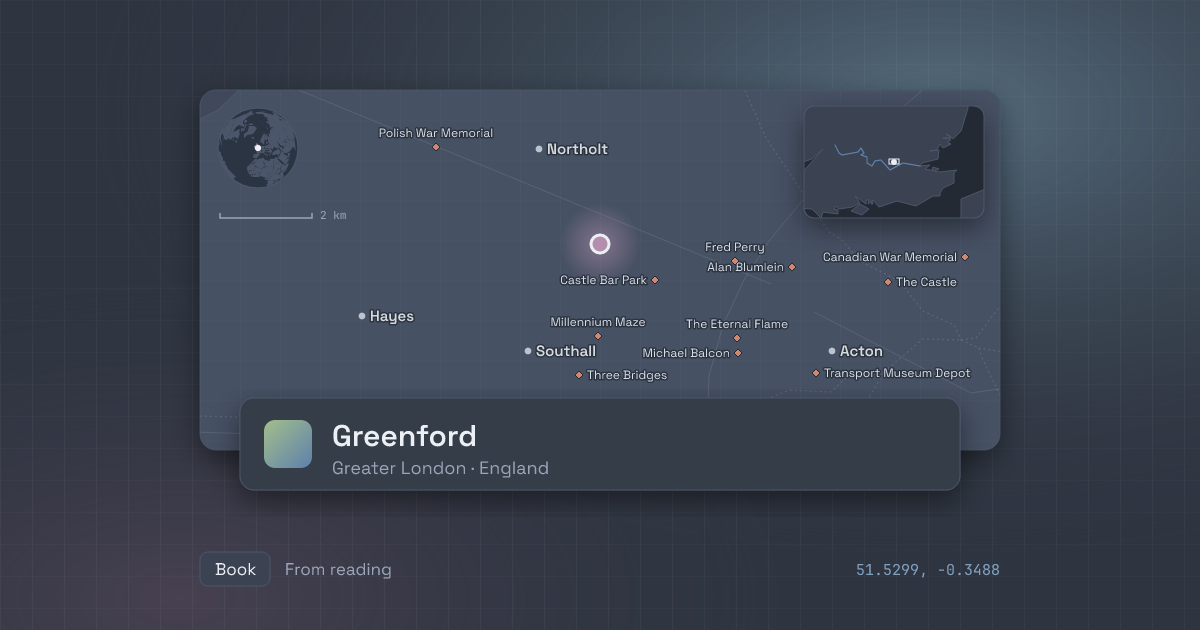 Polish War Memorial
Northolt
2 km
Fred Perry
Alan Blumlein
Canadian War Memorial
Castle Bar Park
The Castle
Hayes
Millennium Maze
The Eternal Flame
Southall
Michael Balcon
Acton
Three Bridges
Transport Museum Depot
Greenford
Greater London · England
Book
From reading
51.5299, -0.3488